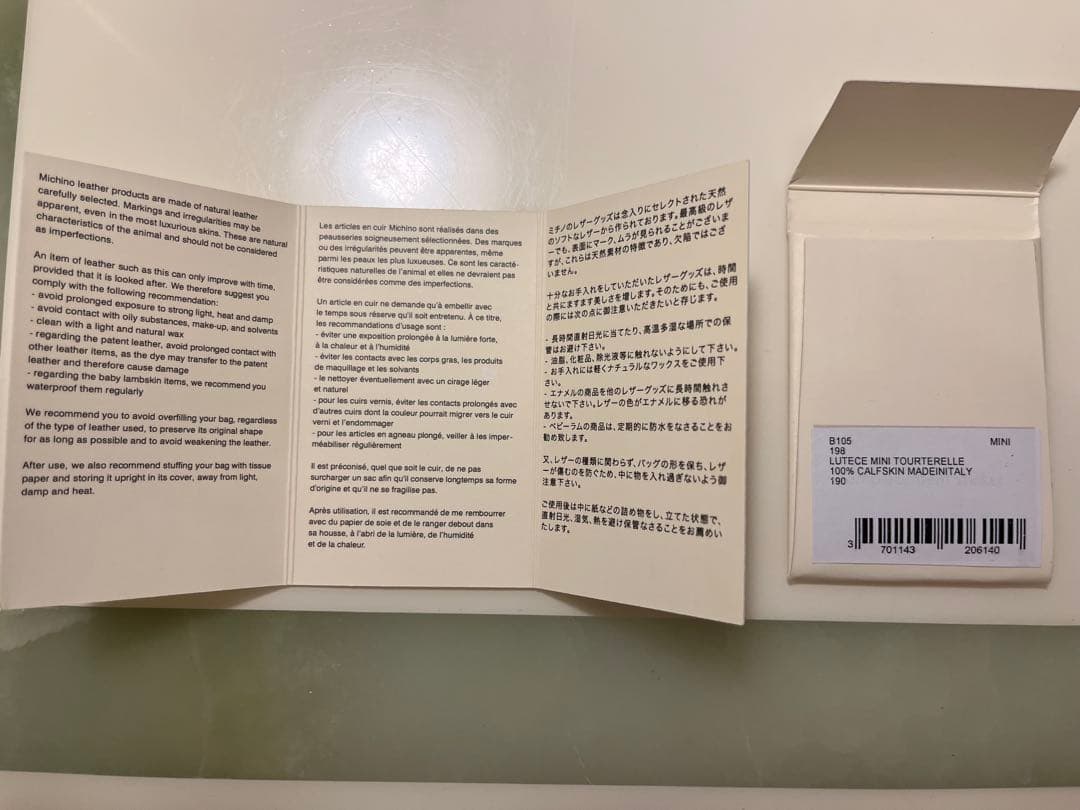 Michino leather products are made of natural leather
carefully selected. Markings and irregularities may be
apparent, even in the most luxurious skins. These are natural
characteristics of the animal and should not be considered
as imperfections.
An item of leather such as this can only improve with time,
provided that it is looked after. We therefore suggest you
comply with the following recommendation:
- avoid prolonged exposure to strong light, heat and damp
- avoid contact with oily substances, make-up, and solvents
- clean with a light and natural wax
- regarding the patent leather, avoid prolonged contact with
other leather items, as the dye may transfer to the patent
leather and therefore cause damage
- regarding the baby lambskin items, we recommend you
waterproof them regularly
We recommend you to avoid overfilling your bag, regardless
of the type of leather used, to preserve its original shape
for as long as possible and to avoid weakening the leather.
After use, we also recommend stuffing your bag with tissue
paper and storing it upright in its cover, away from light,
damp and heat.
Les articles en cuir Michino sont réalisés dans des
peausseries soigneusement sélectionnées. Des marques
ou des irrégularités peuvent être apparentes, même
parmi les peaux les plus luxueuses. Ce sont les caracté-
ristiques naturelles de l'animal et elles ne devraient pas
être considérées comme des imperfections.
Un article en cuir ne demande qu'à embellir avec
le temps sous réserve qu'il soit entretenu. À ce titre,
les recommandations d'usage sont :
- éviter une exposition prolongée à la lumière forte,
à la chaleur et à l'humidité
- éviter les contacts avec les corps gras, les produits
de maquillage et les solvants
- le nettoyer éventuellement avec un cirage léger
et naturel
- pour les cuirs vernis, éviter les contacts prolongés avec
d'autres cuirs dont la couleur pourrait migrer vers le cuir
verni et l'endommager
- pour les articles en agneau plongé, veiller à les imper-
méabiliser régulièrement
Il est préconisé, quel que soit le cuir, de ne pas
surcharger un sac afin qu'il conserve longtemps sa forme
d'origine et qu'il ne se fragilise pas.
Après utilisation, il est recommandé de me rembourrer
avec du papier de soie et de le ranger debout dans
sa housse, à l'abri de la lumière, de l'humidité
et de la chaleur.
ミチノのレザーグッズは念入りにセレクトされた天然
のソフトなレザーから作られております。最高級のレザ
ーでも、表面にマーク、ムラが見られることがございま
すが、これらは天然素材の特徴であり、欠陥ではござ
いません。
十分なお手入れをしていただいたレザーグッズは、時間
と共にますます美しさを増します。そのためにも、ご使用
の際には次の点に御注意いただきたいと存じます。
- 長時間直射日光に当てたり、高温多湿な場所での保
管はお避け下さい。
- 油脂、化粧品、除光液等に触れないようにして下さい。
- お手入れには軽くナチュラルなワックスをご使用下
さい。
- エナメルの商品を他のレザーグッズに長時間触れさ
せないで下さい。レザーの色がエナメルに移る恐れが
あります。
- ベビーラムの商品は、定期的に防水をなさることをお
勧め致します。
又、レザーの種類に関わらず、バッグの形を保ち、レザ
ーが傷むのを防ぐため、中に物を入れ過ぎないよう御
注意下さい。
ご使用後は中に紙などの詰め物をし、立てた状態で、
直射日光、湿気、熱を避け保管なさることをお薦めい
たします。
B105 MINI
198
LUTECE MINI TOURTERELLE
100% CALFSKIN MADEINITALY
190
3 701143 206140